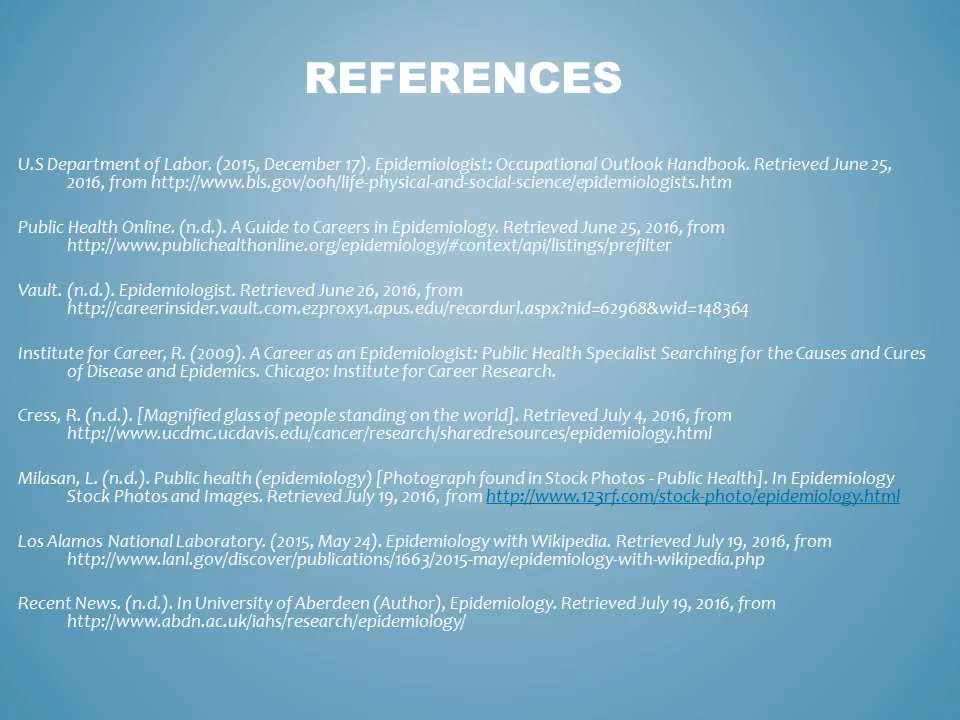 REFERENCES
U.S Department of Labor. (2015, December 17). Epidemiologist: Occupational Outlook Handbook. Retrieved June 25,
2016, from http://www.bls.gov/ooh/life-physical-and-social-science/epidemiologists.htm
Public Health Online. (n.d.). A Guide to Careers in Epidemiology. Retrieved June 25, 2016, from
http://www.publichealthonline.org/epidemiology/#context/api/listings/prefilter
Vault. (n.d.). Epidemiologist. Retrieved June 26, 2016, from
http://careerinsider.vault.com.ezproxy1.apus.edu/recordurl.aspx?nid=62968&wid=148364
Institute for Career, R. (2009). A Career as an Epidemiologist: Public Health Specialist Searching for the Causes and Cures
of Disease and Epidemics. Chicago: Institute for Career Research.
Cress, R. (n.d.). [Magnified glass of people standing on the world]. Retrieved July 4, 2016, from
http://www.ucdmc.ucdavis.edu/cancer/research/sharedresources/epidemiology.html
Milasan, L. (n.d.). Public health (epidemiology) [Photograph found in Stock Photos - Public Health]. In Epidemiology
Stock Photos and Images. Retrieved July 19, 2016, from http://www.123rf.com/stock-photo/epidemiology.html
Los Alamos National Laboratory. (2015, May 24). Epidemiology with Wikipedia. Retrieved July 19, 2016, from
http://www.lanl.gov/discover/publications/1663/2015-may/epidemiology-with-wikipedia.php
Recent News. (n.d.). In University of Aberdeen (Author), Epidemiology. Retrieved July 19, 2016, from
http://www.abdn.ac.uk/iahs/research/epidemiology/